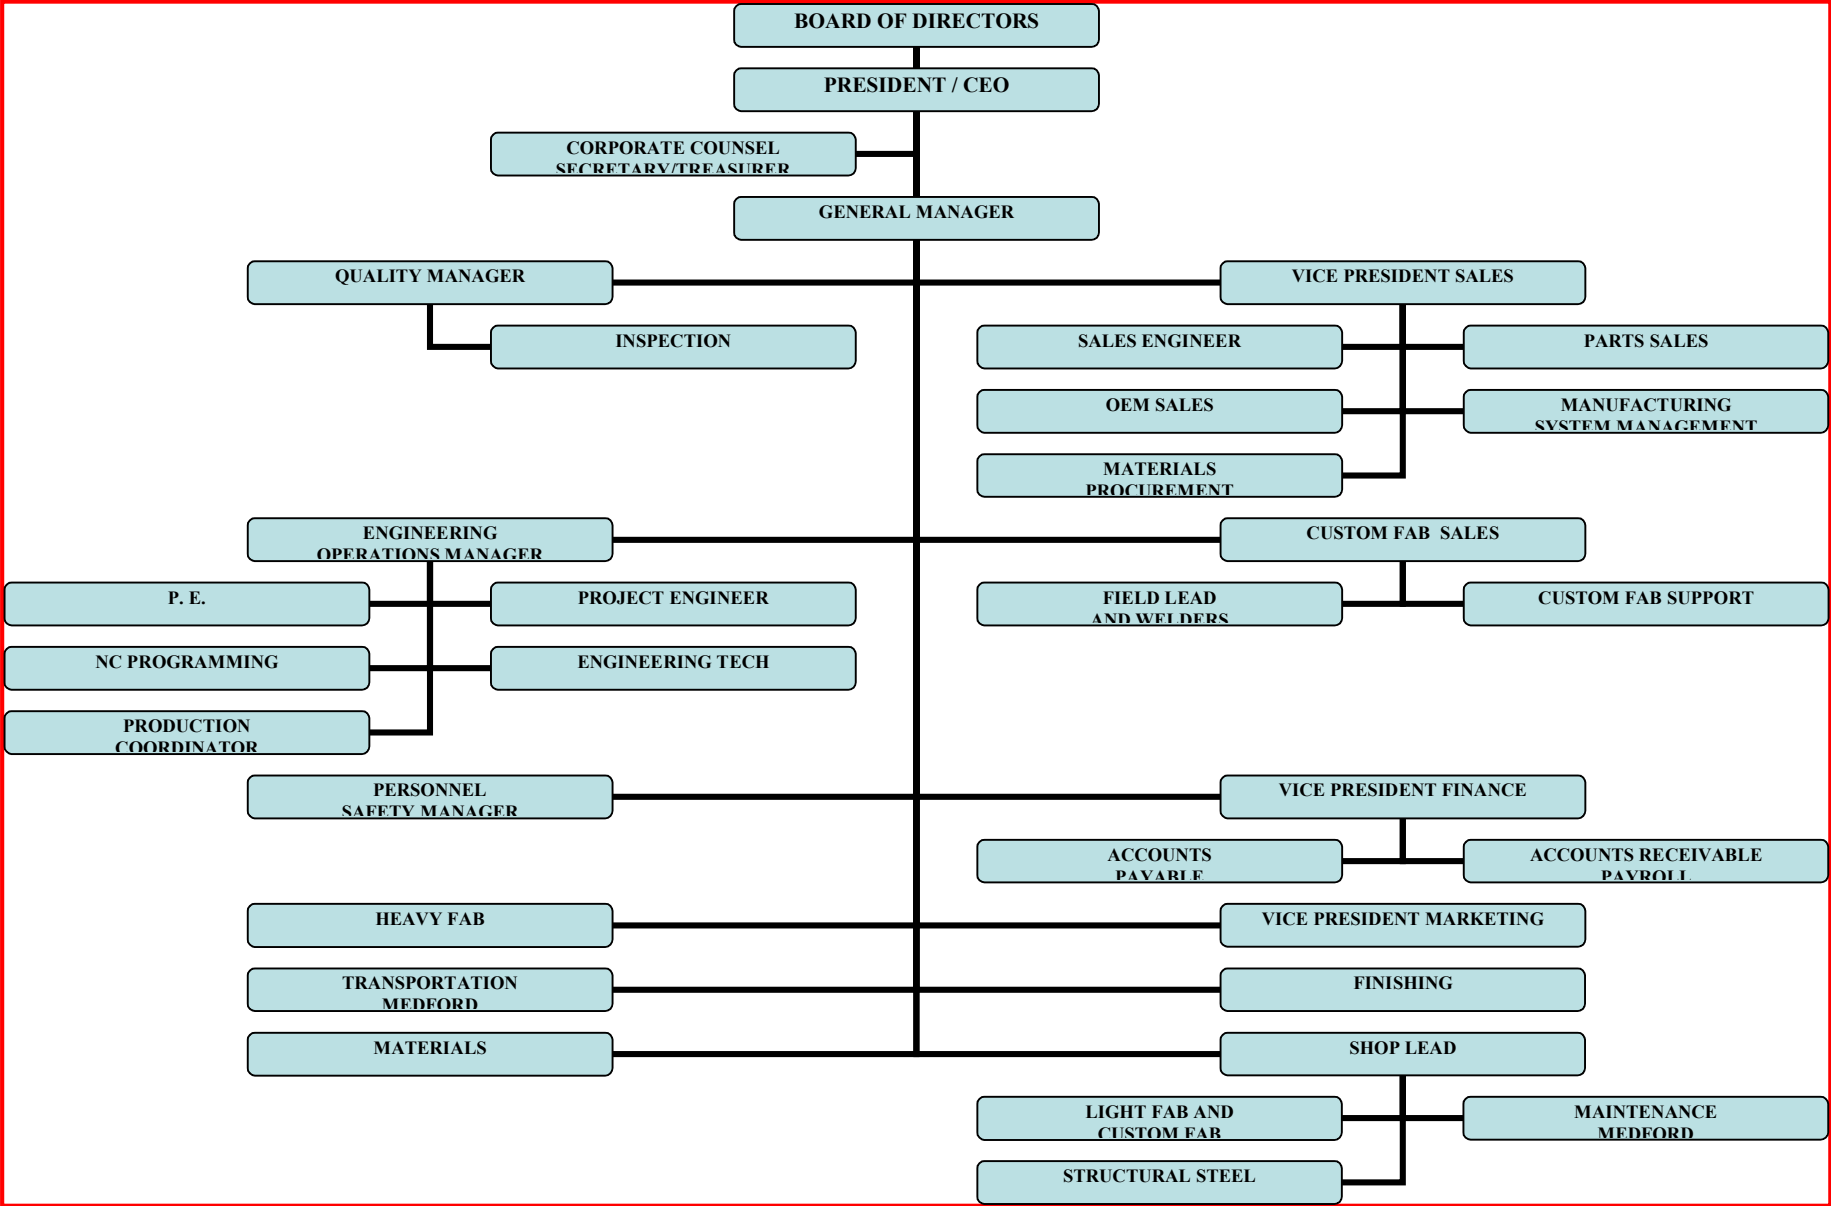 BOARD OF DIRECTORS
PRESIDENT / CEO
CORPORATE COUNSEL
SECRETARY/TREASURER
GENERAL MANAGER
QUALITY MANAGER
VICE PRESIDENT SALES
INSPECTION
SALES ENGINEER
PARTS SALES
OEM SALES
MANUFACTURING
SYSTEM MANAGEMENT
MATERIALS
PROCUREMENT
ENGINEERING
OPERATIONS MANAGER
CUSTOM FAB  SALES
P. E.
PROJECT ENGINEER
FIELD LEAD
AND WELDERS
CUSTOM FAB SUPPORT
NC PROGRAMMING
ENGINEERING TECH
PRODUCTION
COORDINATOR
PERSONNEL
SAFETY MANAGER
VICE PRESIDENT FINANCE
ACCOUNTS
PAYABLE
ACCOUNTS RECEIVABLE
PAYROLL
HEAVY FAB
VICE PRESIDENT MARKETING
TRANSPORTATION
MEDFORD
FINISHING
MATERIALS
SHOP LEAD
LIGHT FAB AND
CUSTOM FAB
MAINTENANCE
MEDFORD
STRUCTURAL STEEL